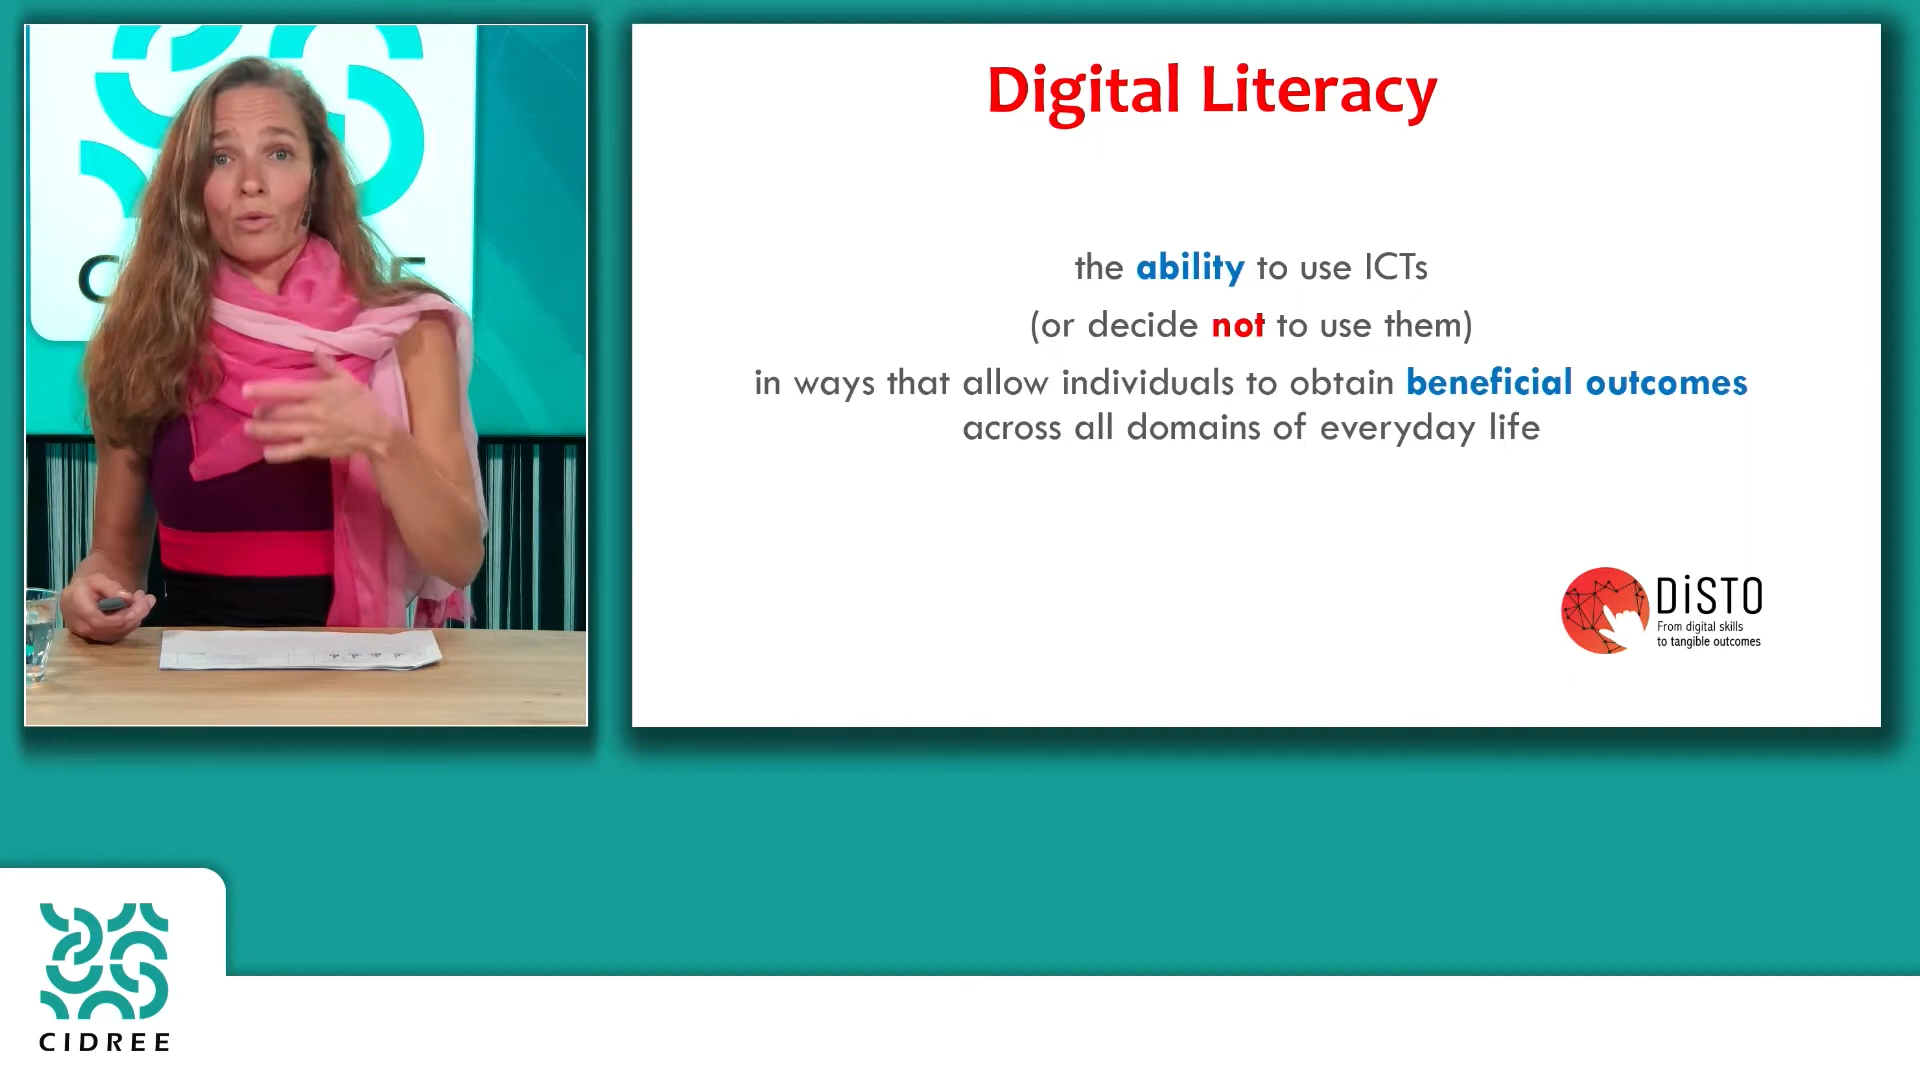 Digital Literacy
the ability to use ICTs
(or decide not to use them)
in ways that allow individuals to obtain beneficial outcomes
across all domains of everyday life
DiSTO
From digital skills
to tangible outcomes
CIDREE